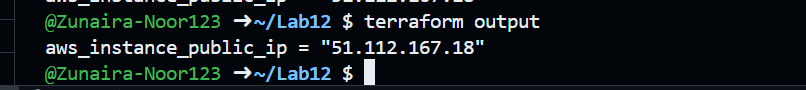 @Zunaira-Noor123 ➜~/Lab12 $ terraform output
aws_instance_public_ip = "51.112.167.18"
@Zunaira-Noor123 ➜~/Lab12 $